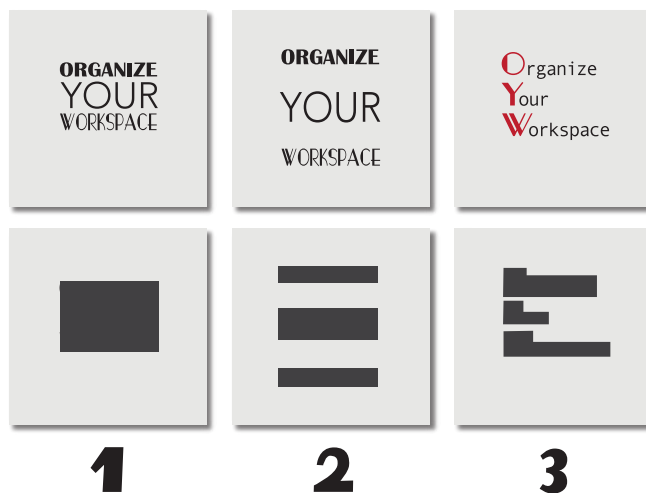 ORGANIZE
YOUR
WORKSPACE
ORGANIZE
YOUR
WORKSPACE
Organize
Your
Workspace
1
2
3